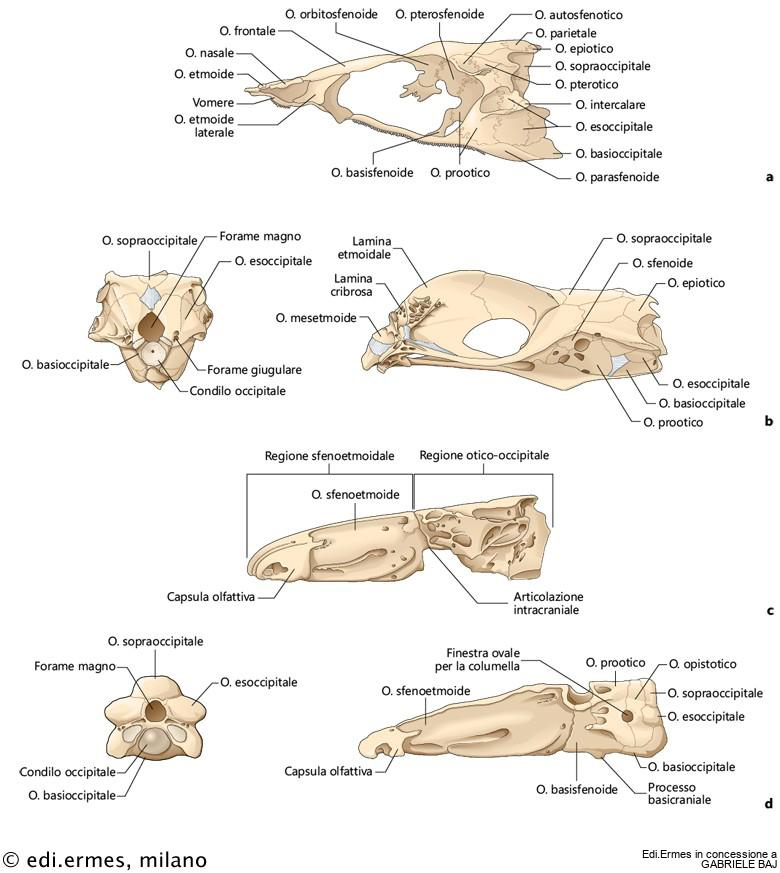 O. orbitosfenoide
O. pterosfenoide
O. autosfenotico
O. frontale
O. parietale
O. nasale
O. epiotico
O. etmoide
O. sopraoccipitale
O. pterotico
Vomere
O. intercalare
O. etmoide
laterale
O. esoccipitale
O. basioccipitale
O. basisfenoide
O. prootico
O. parasfenoide
a
O. sopraoccipitale
Forame magno
O. esoccipitale
O. basioccipitale
Forame giugulare
Condilo occipitale
Lamina
etmoidale
O. sopraoccipitale
O. sfenoide
Lamina
cribrosa
O. epiotico
O. mesetmoide
O. esoccipitale
O. basioccipitale
O. prootico
b
Regione sfenoetmoidale
Regione otico-occipitale
O. sfenoetmoide
Capsula olfattiva
Articolazione
intracraniale
c
O. sopraoccipitale
Forame magno
O. esoccipitale
Condilo occipitale
O. basioccipitale
Finestra ovale
per la columella
O. prootico
O. opistotico
O. sfenoetmoide
O. sopraoccipitale
O. esoccipitale
Capsula olfattiva
O. basioccipitale
O. basisfenoide
Processo
basicraniale
d
© edi.ermes, milano
Edi.Ermes in concessione a
GABRIELE BAJ